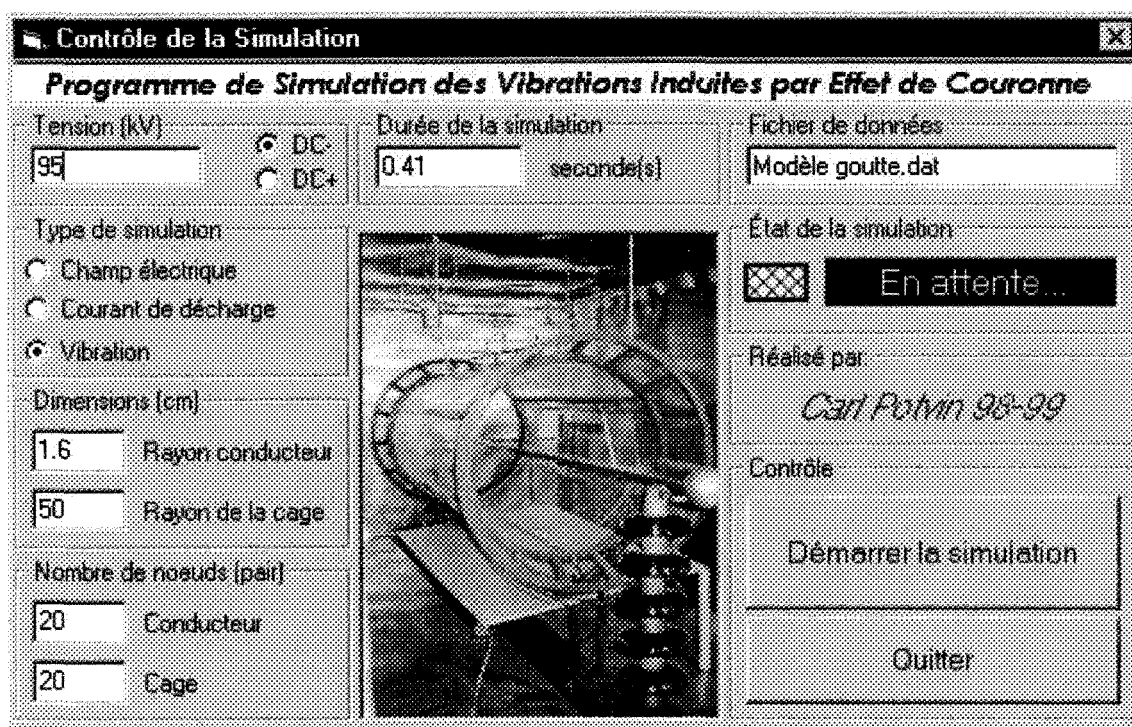 Contrôle de la Simulation
Programme de Simulation des Vibrations Induites par Effet de Couronne
Tension (kV)
95
DC-
DC+
Durée de la simulation
0.41 seconde(s)
Fichier de données
Modèle goutte.dat
Type de simulation
Champ électrique
Courant de décharge
Vibration
Dimensions (cm)
1.6 Rayon conducteur
50 Rayon de la cage
Nombre de noeuds (pair)
20 Conducteur
20 Cage
État de la simulation
En attente...
Réalisé par
Carl Potvin 98-99
Contrôle
Démarrer la simulation
Quitter